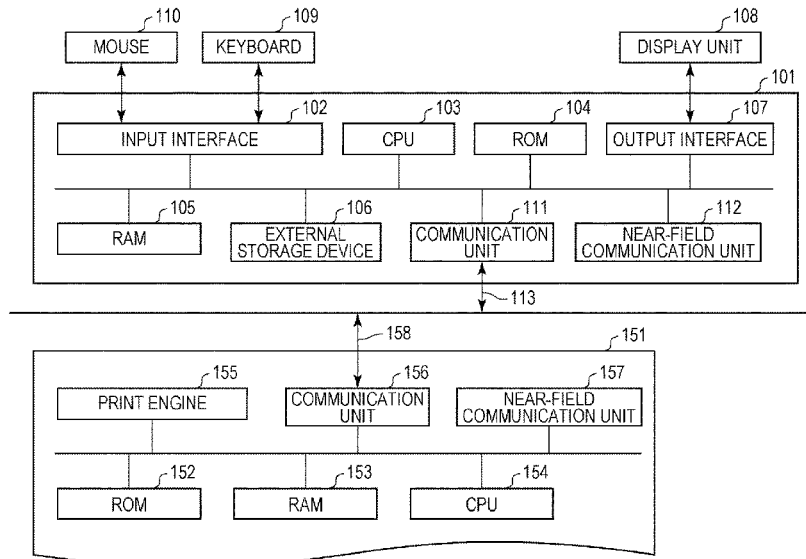 110
109
108
MOUSE
KEYBOARD
DISPLAY UNIT
101
102
103
104
107
INPUT INTERFACE
CPU
ROM
OUTPUT INTERFACE
105
106
111
112
RAM
EXTERNAL
STORAGE DEVICE
COMMUNICATION
UNIT
NEAR-FIELD
COMMUNICATION UNIT
113
158
151
155
156
157
PRINT ENGINE
COMMUNICATION
UNIT
NEAR-FIELD
COMMUNICATION UNIT
152
153
154
ROM
RAM
CPU